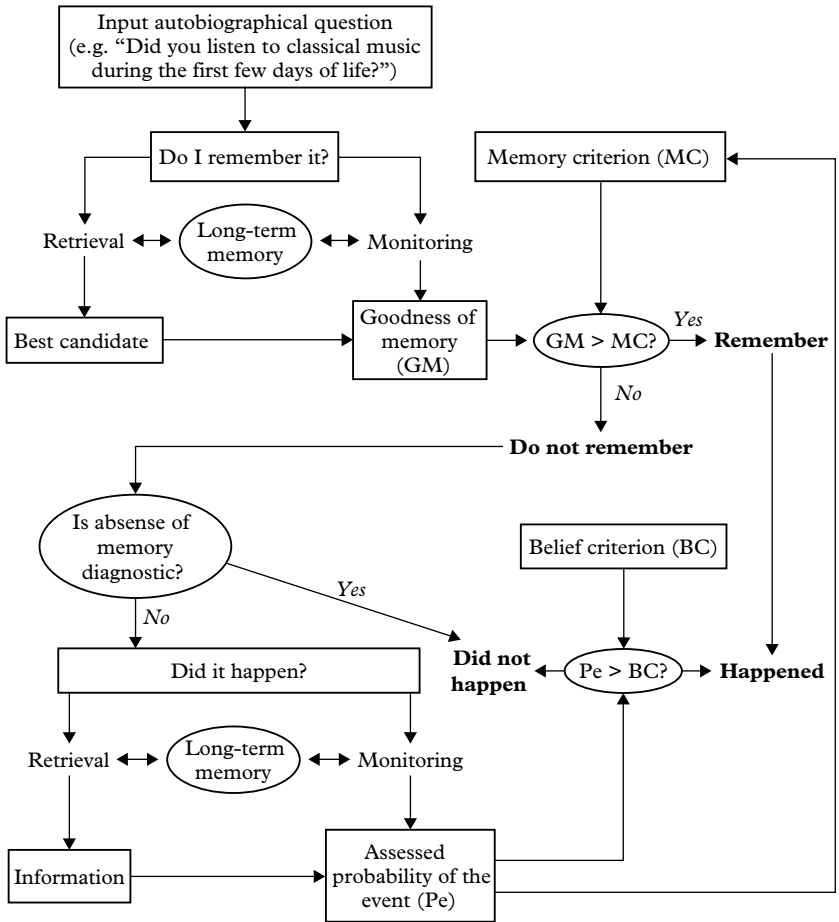 Input autobiographical question
(e.g. “Did you listen to classical music
during the first few days of life?”)
Do I remember it?
Memory criterion (MC)
Retrieval
Long-term
memory
Monitoring
Best candidate
Goodness of
memory
(GM)
GM > MC?
Yes
Remember
No
Do not remember
Is absense of
memory
diagnostic?
Belief criterion (BC)
Yes
No
Did it happen?
Did not
happen
Pe > BC?
Happened
Retrieval
Long-term
memory
Monitoring
Information
Assessed
probability of the
event (Pe)